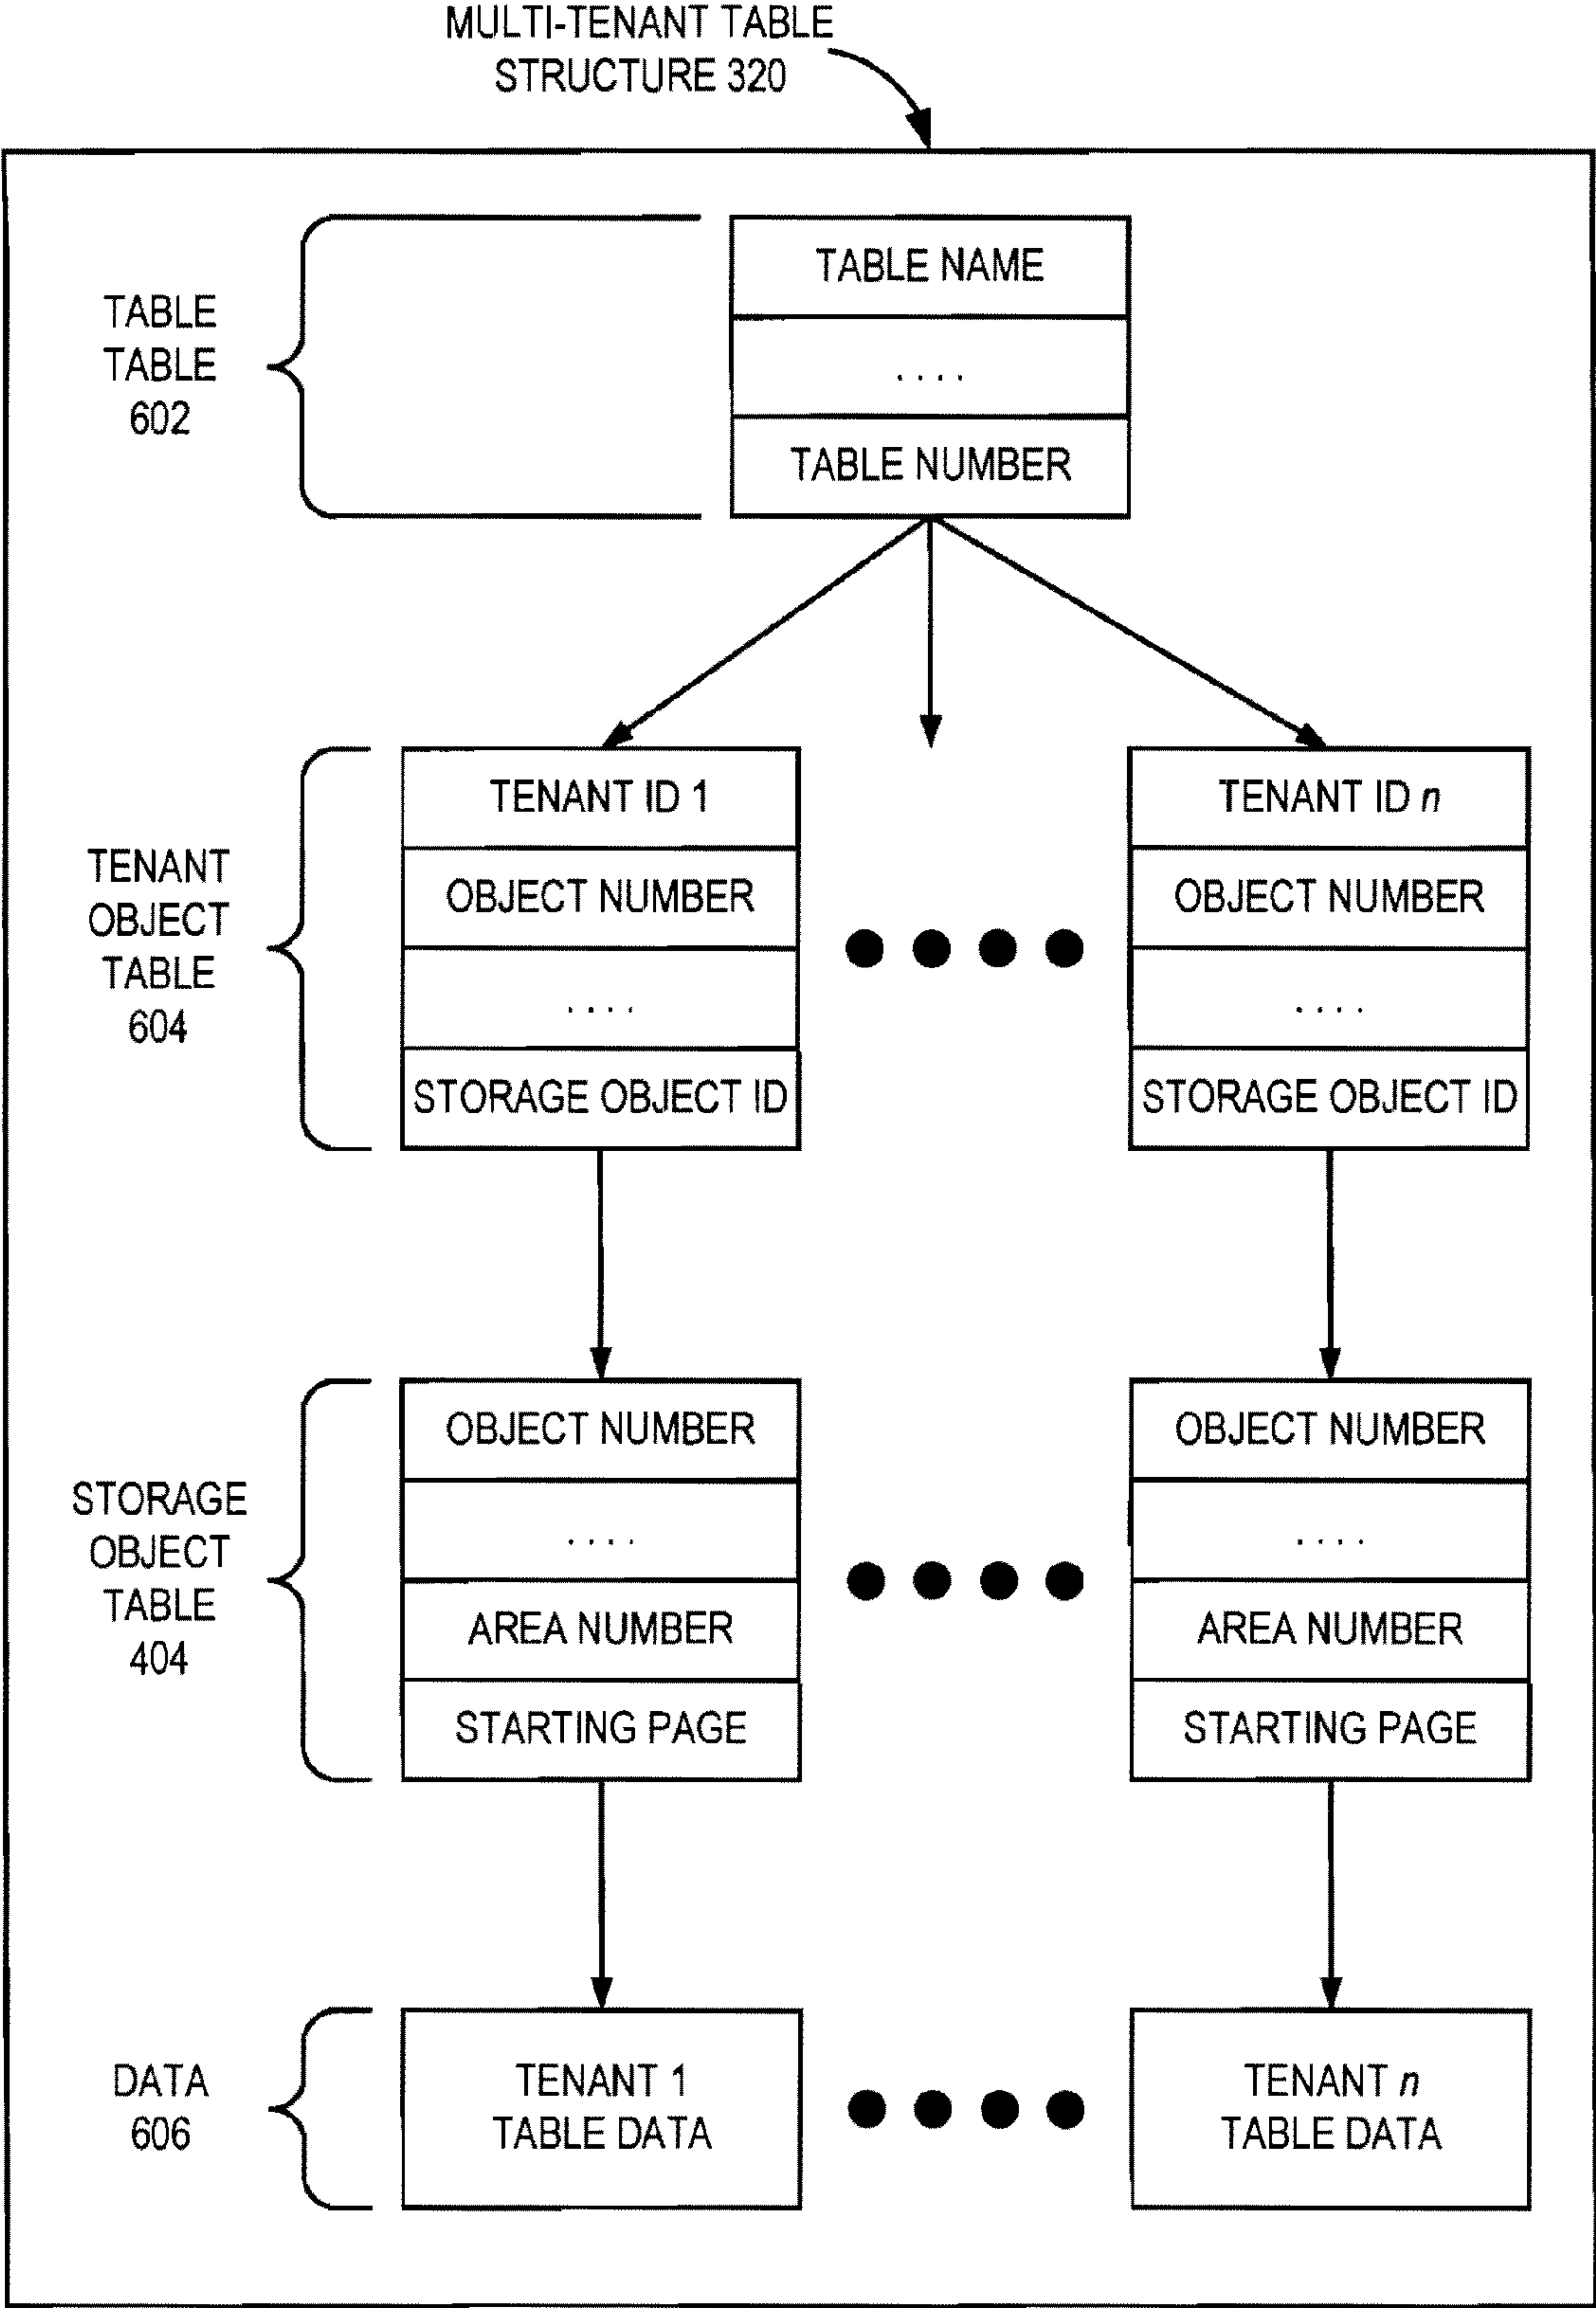 MULTI-TENANT TABLE
STRUCTURE 320
TABLE NAME
. . . .
TABLE NUMBER
TABLE
TABLE
602
TENANT
OBJECT
TABLE
604
TENANT ID 1
OBJECT NUMBER
. . . .
STORAGE OBJECT ID
TENANT ID n
OBJECT NUMBER
. . . .
STORAGE OBJECT ID
STORAGE
OBJECT
TABLE
404
OBJECT NUMBER
. . . .
AREA NUMBER
STARTING PAGE
OBJECT NUMBER
. . . .
AREA NUMBER
STARTING PAGE
DATA
606
TENANT 1
TABLE DATA
TENANT n
TABLE DATA